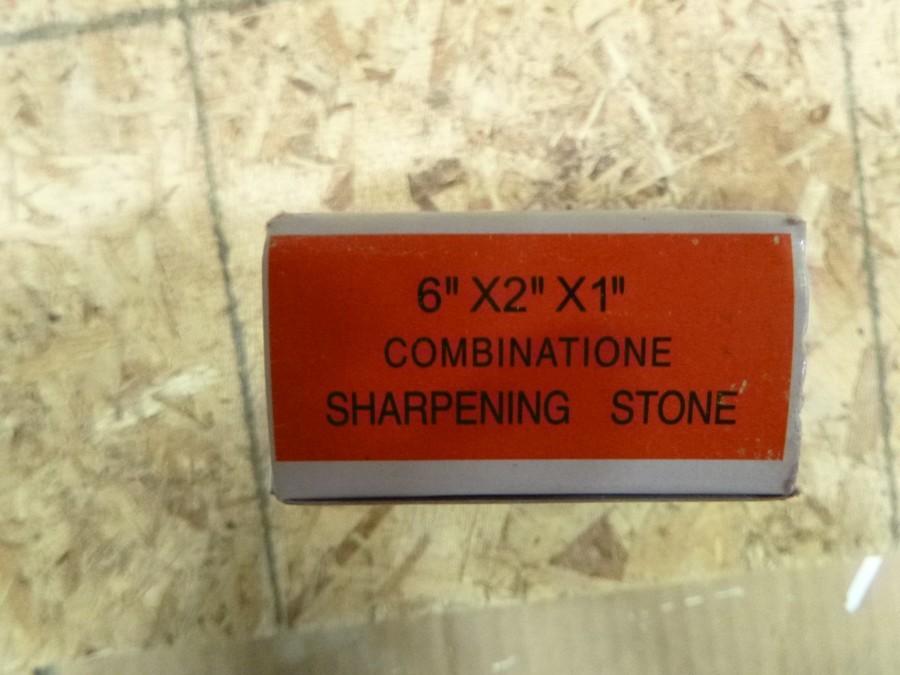 6" X2" X1"
COMBINATIONE
SHARPENING STONE